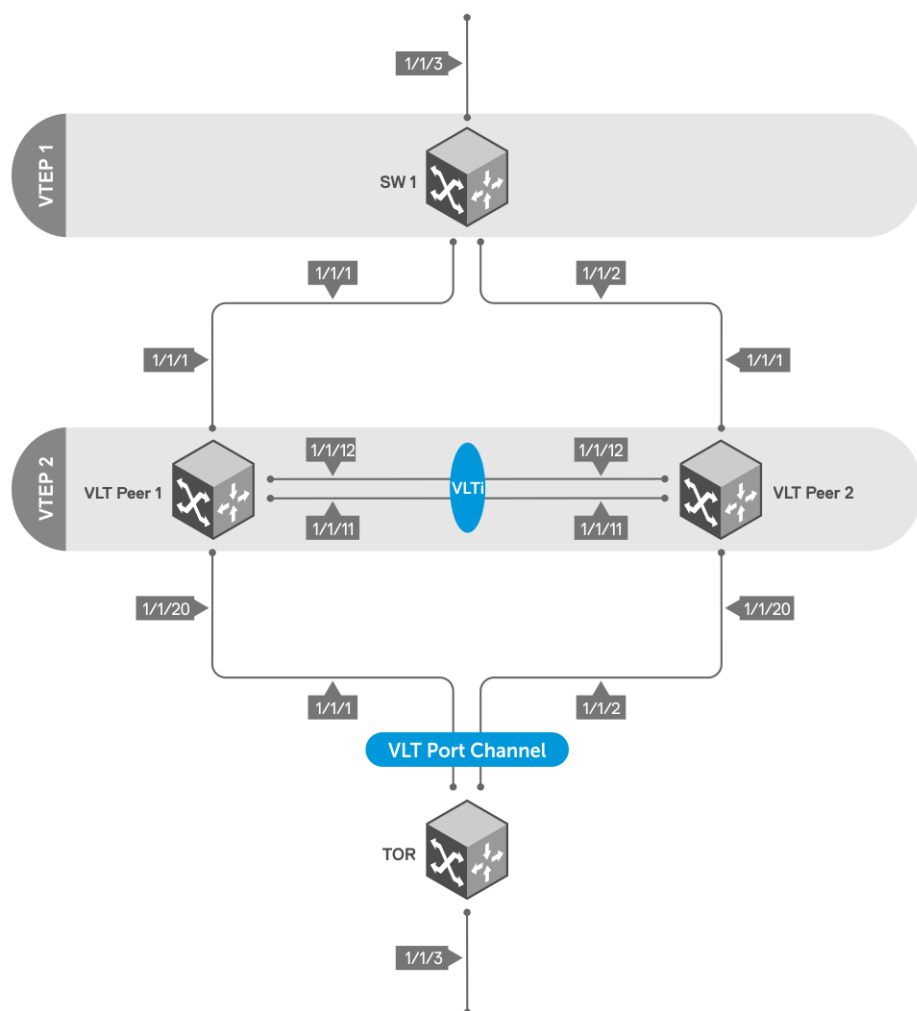 1/1/3
VTEP 1
SW 1
1/1/1
1/1/2
1/1/1
1/1/1
VTEP 2
VLT Peer 1
1/1/12
1/1/12
VLTi
1/1/11
1/1/11
VLT Peer 2
1/1/20
1/1/20
1/1/1
1/1/2
VLT Port Channel
TOR
1/1/3